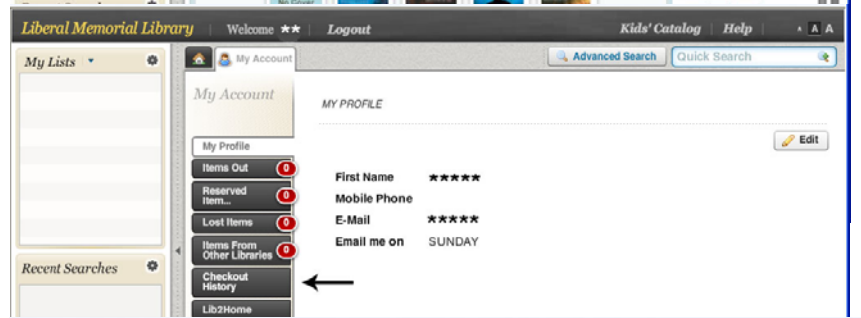 No Cover
Liberal Memorial Library Welcome ★★ Logout Kids' Catalog Help A A A
My Lists
My Account
Advanced Search
Quick Search
My Account
MY PROFILE
Edit
My Profile
Items Out 0
Reserved
Item... 0
Lost Items 0
Items From
Other Libraries 0
Checkout
History
Lib2Home
First Name ★★★★★
Mobile Phone
E-Mail ★★★★★
Email me on SUNDAY
Recent Searches